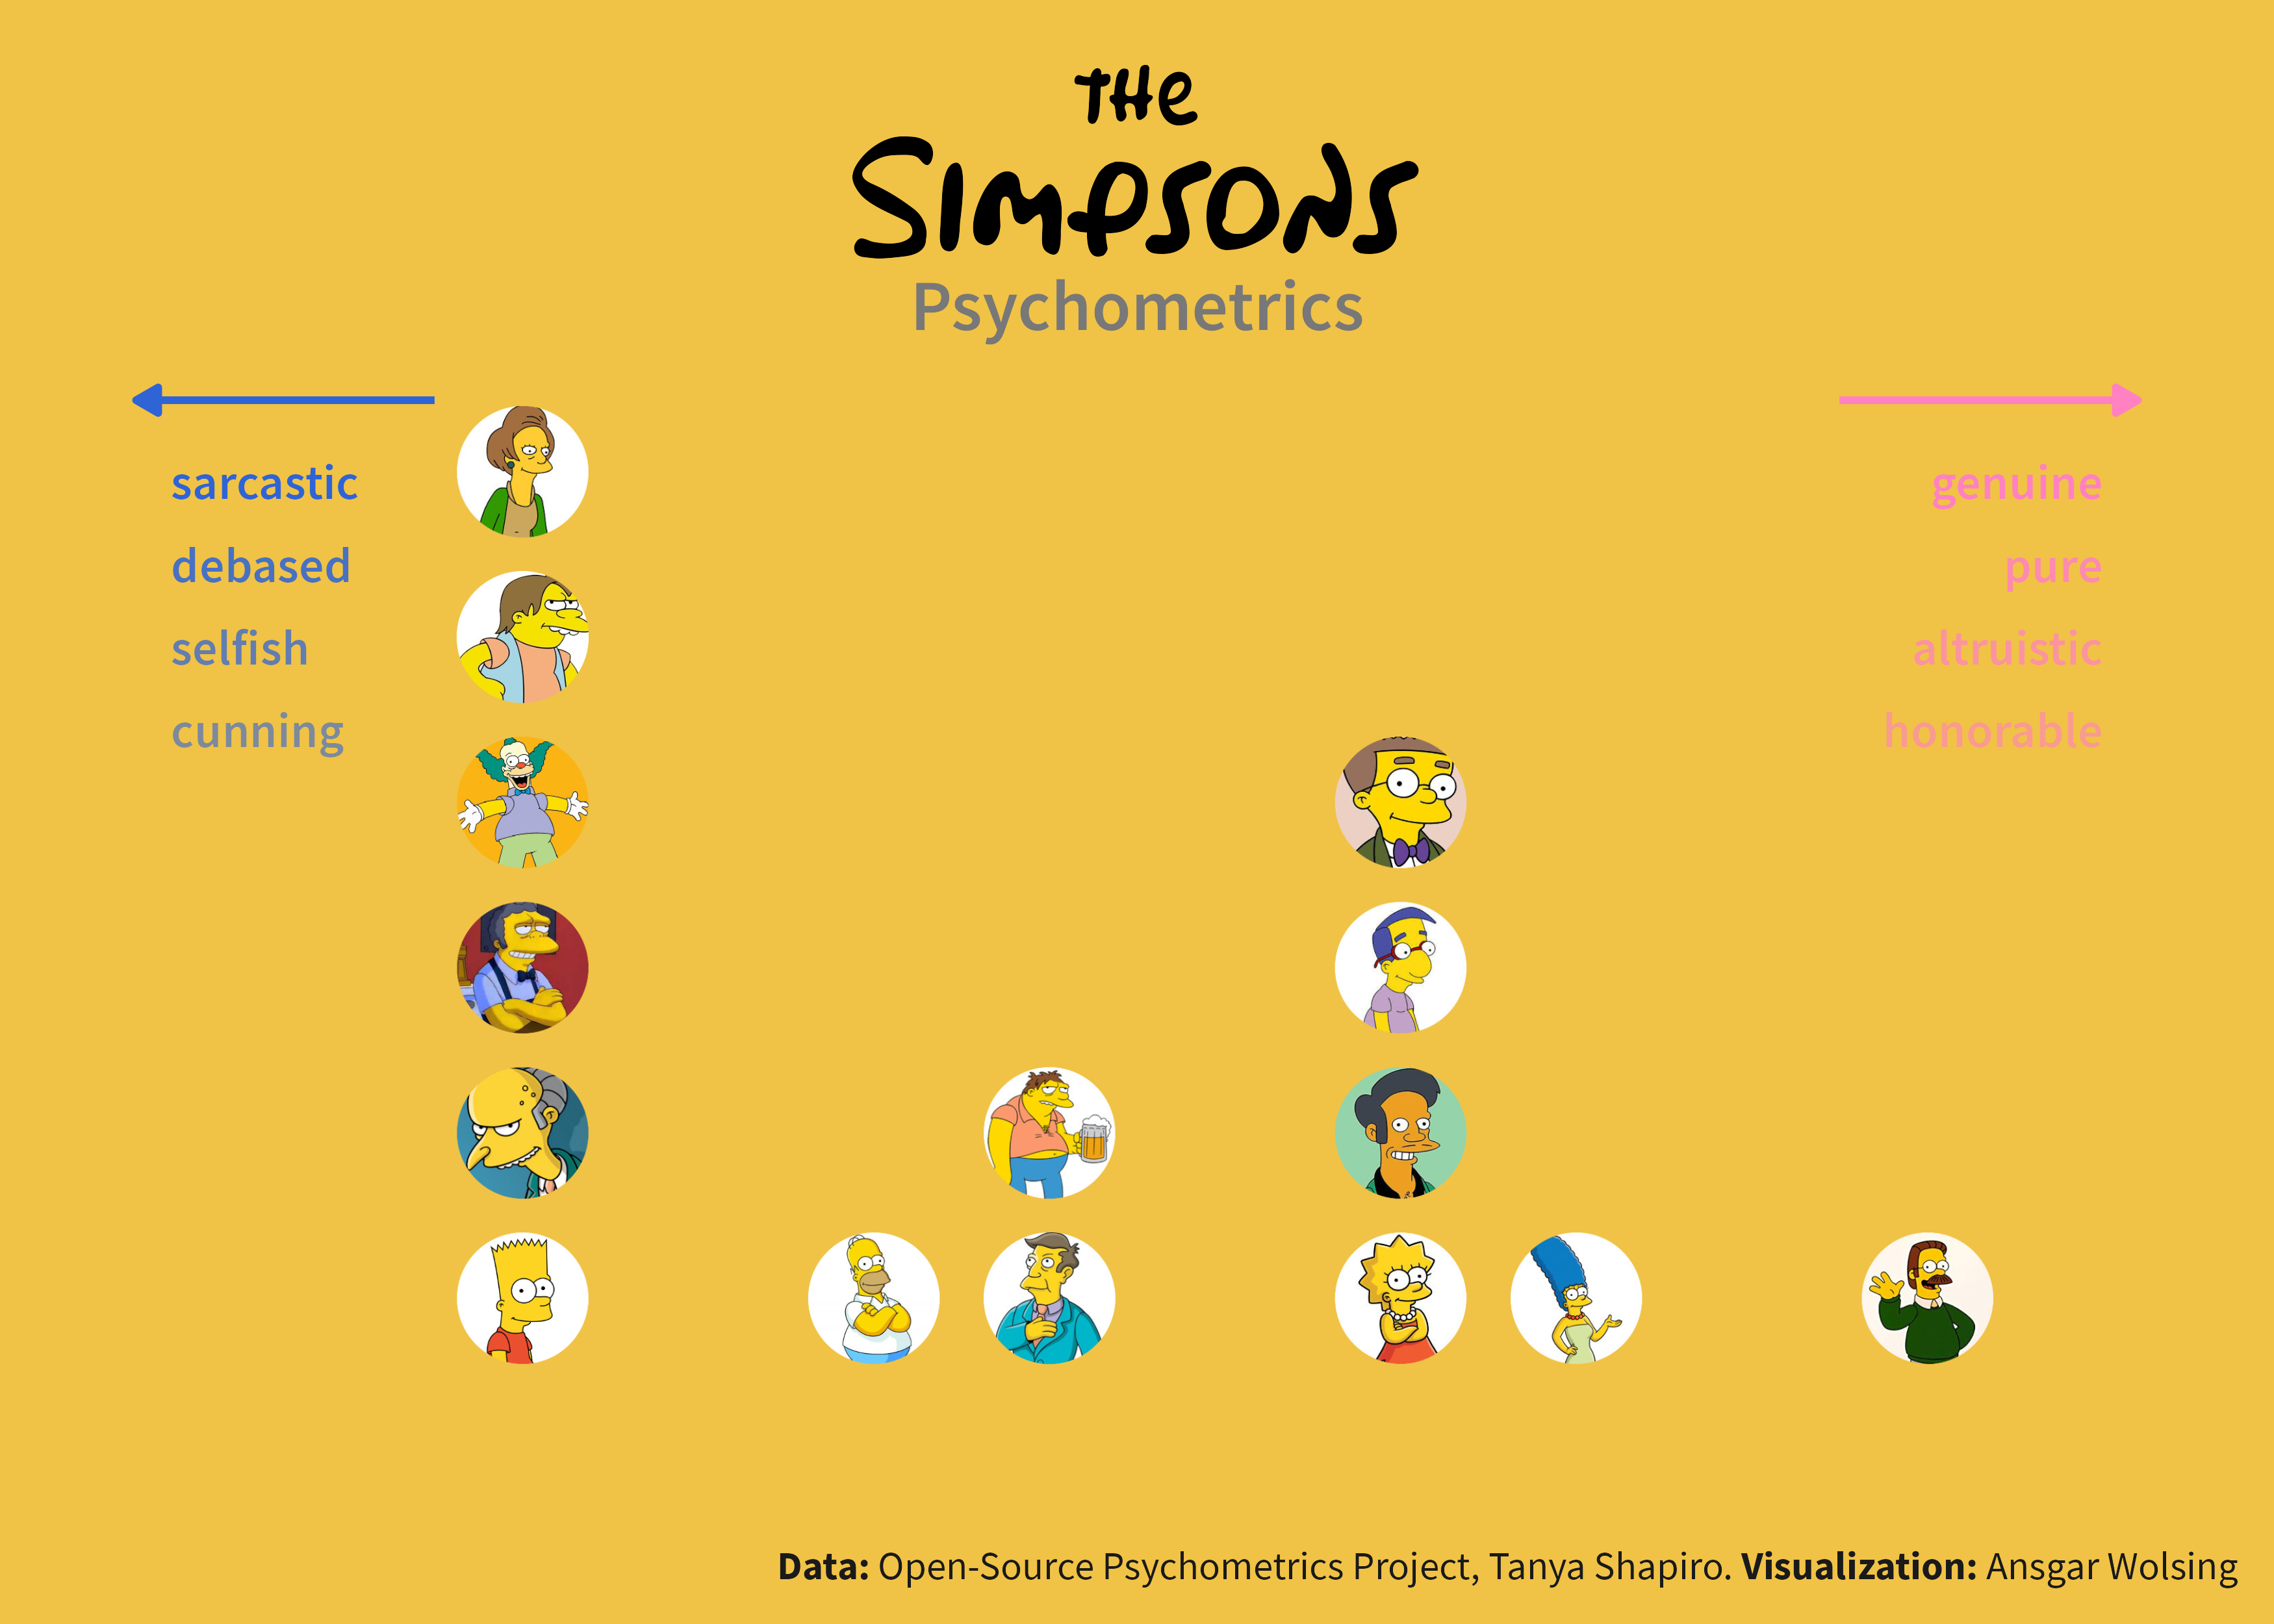 THe
SIMPSONS
Psychometrics
sarcastic
debased
selfish
cunning
genuine
pure
altruistic
honorable
Data: Open-Source Psychometrics Project, Tanya Shapiro. Visualization: Ansgar Wolsing